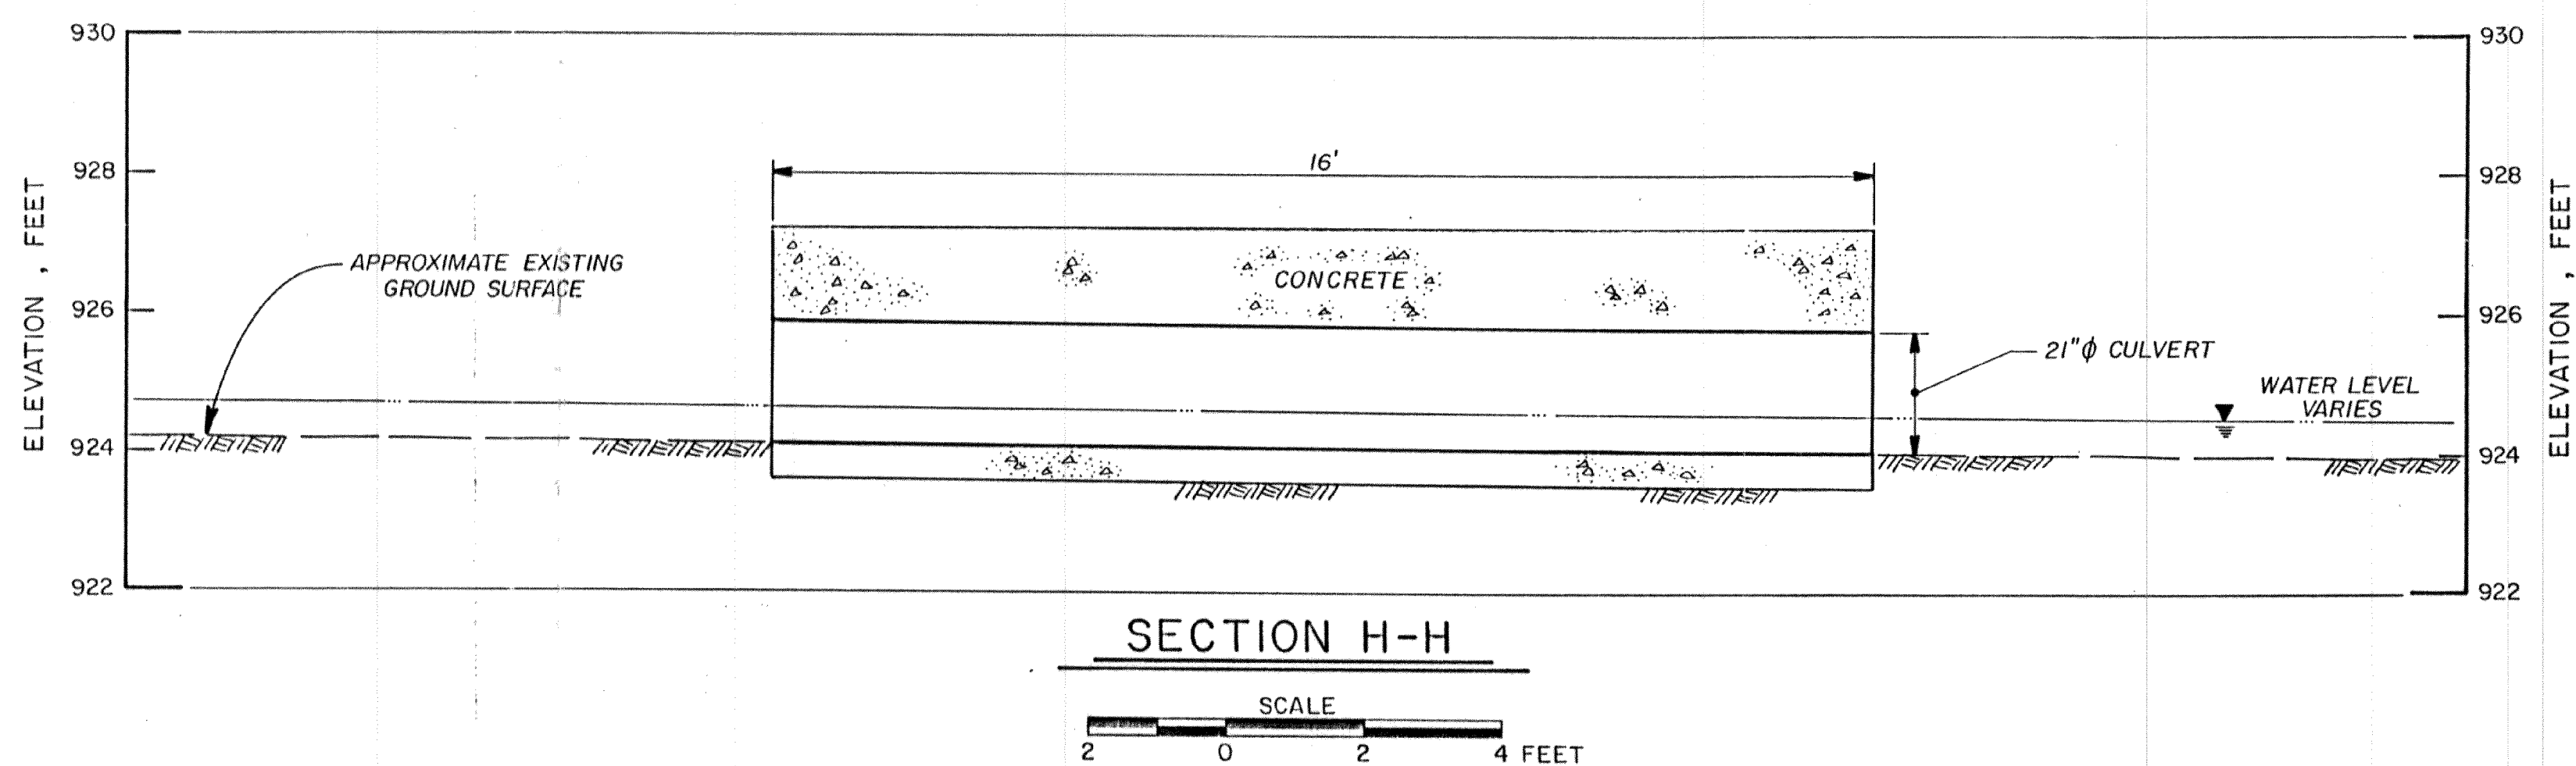 930
930
928
16'
928
ELEVATION , FEET
ELEVATION , FEET
APPROXIMATE EXISTING
GROUND SURFACE
CONCRETE
926
926
21"ϕ CULVERT
WATER LEVEL
VARIES
924
924
922
922
SECTION H-H
SCALE
2 0 2 4 FEET